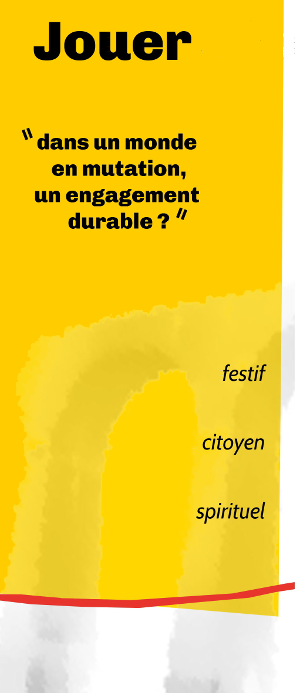 Jouer
" dans un monde
en mutation,
un engagement
durable ? "
festif
citoyen
spirituel